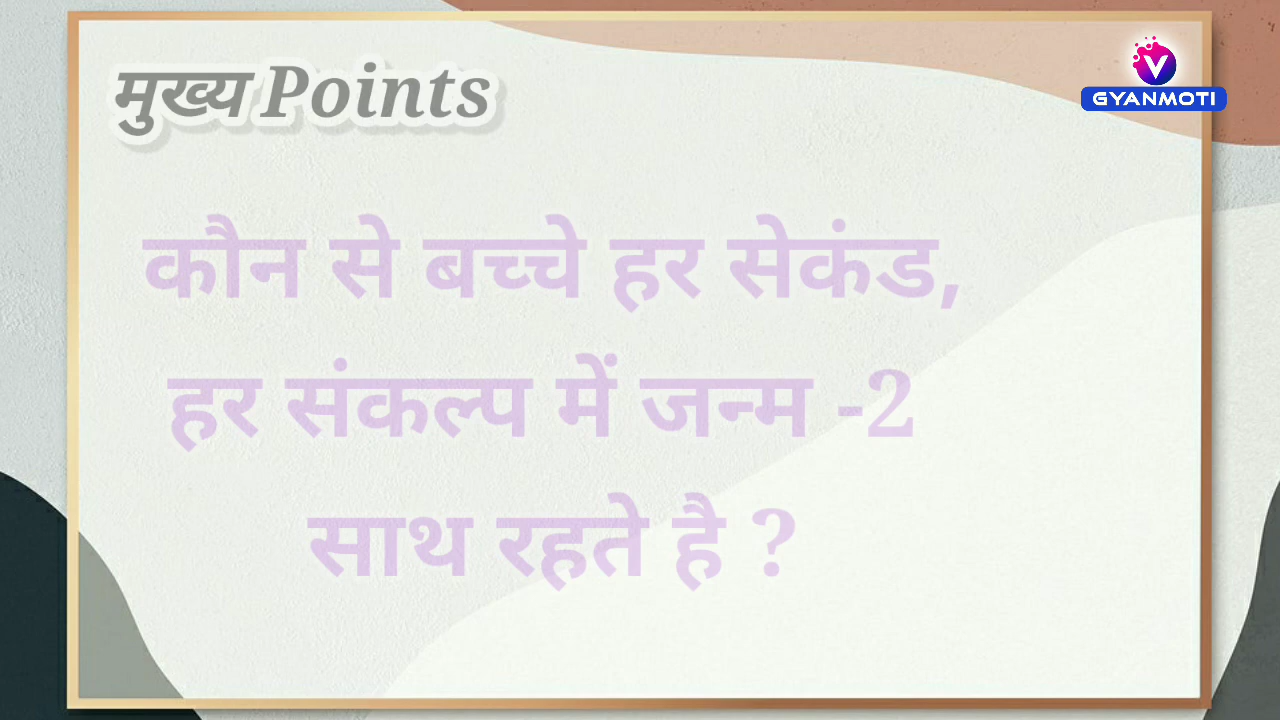 मुख्य Points
V
GYANMOTI
कौन से बच्चे हर सेकंड,
हर संकल्प में जन्म -2
साथ रहते है ?